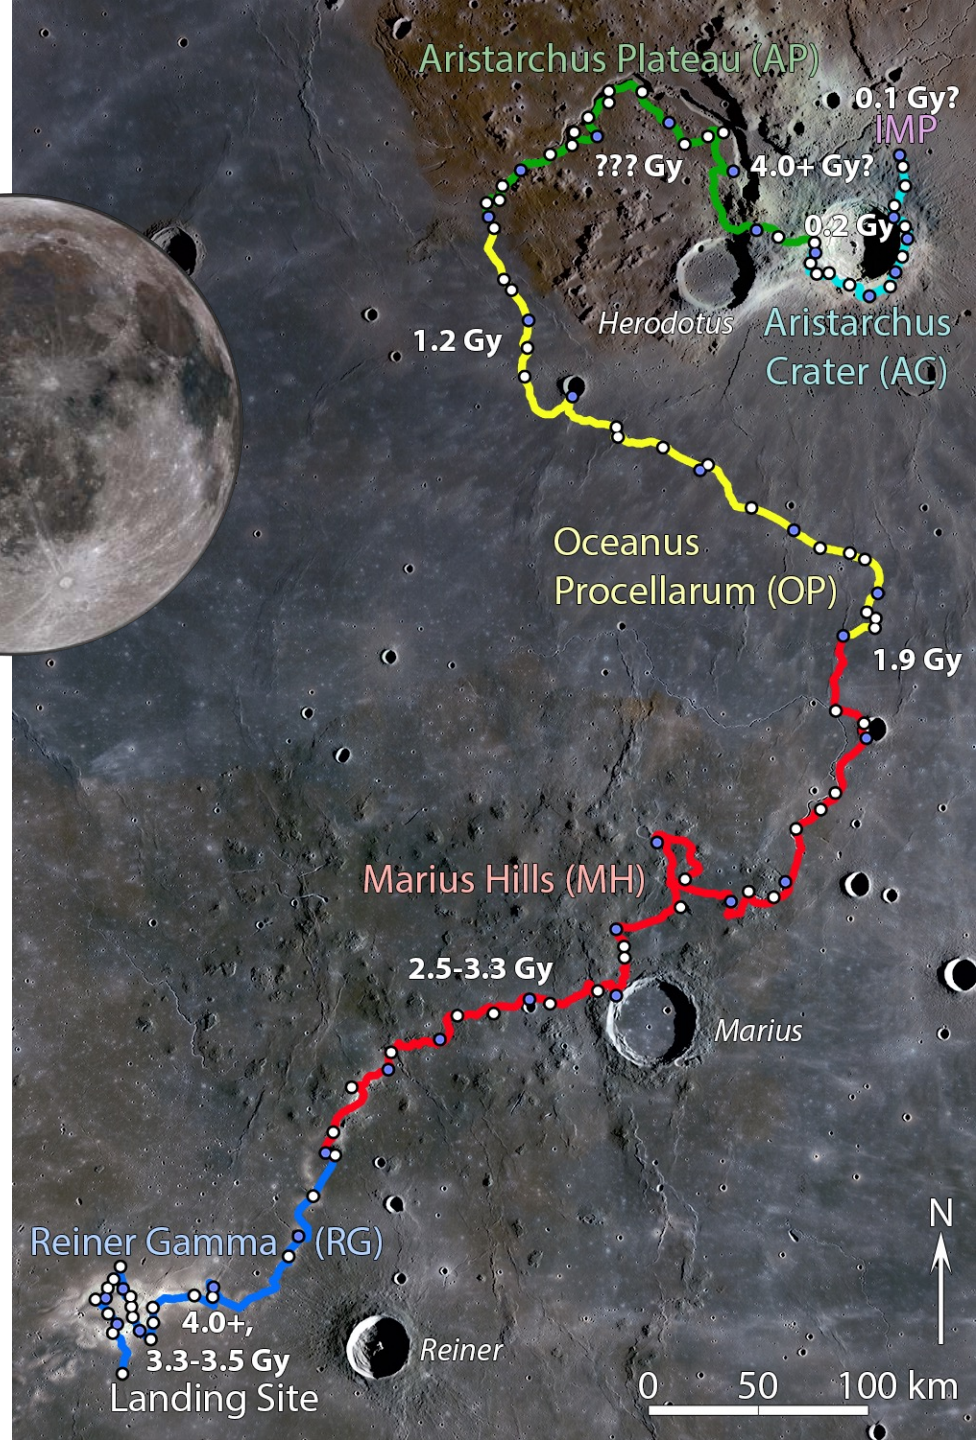 Aristarchus Plateau (AP)
0.1 Gy?
IMP
??? Gy
4.0+ Gy?
0.2 Gy
Herodotus
Aristarchus
Crater (AC)
1.2 Gy
Oceanus
Procellarum (OP)
1.9 Gy
Marius Hills (MH)
2.5-3.3 Gy
Marius
N
Reiner Gamma (RG)
4.0+,
3.3-3.5 Gy
Reiner
Landing Site
0 50 100 km